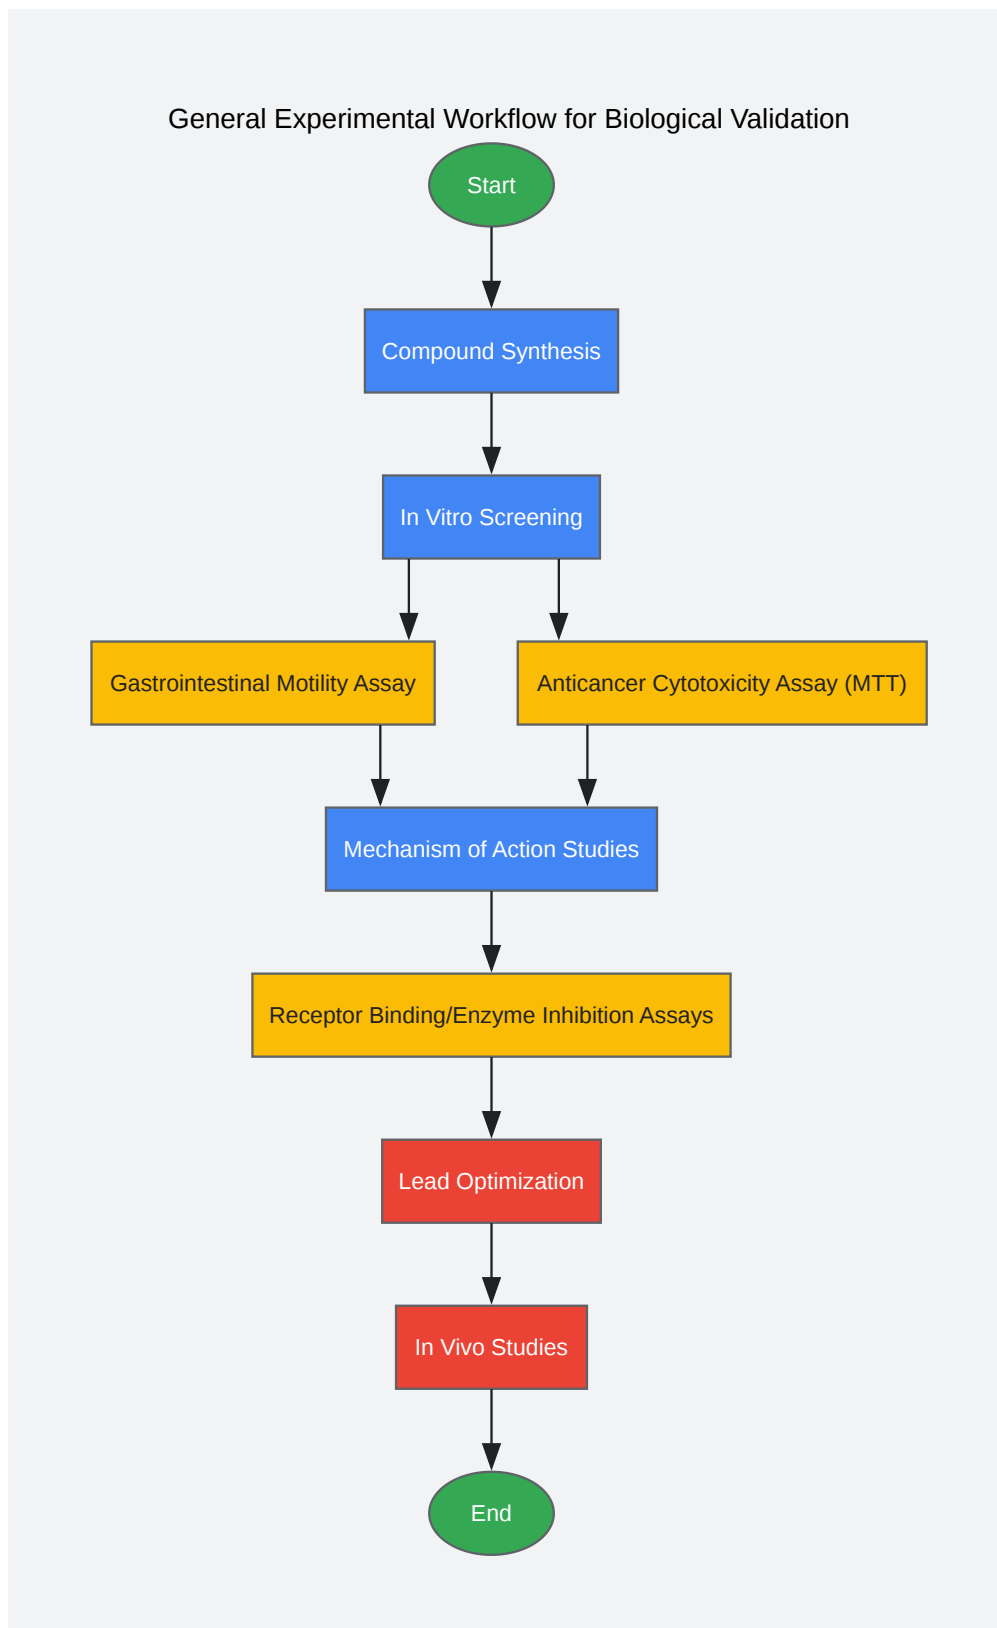 General Experimental Workflow for Biological Validation
Start
Compound Synthesis
In Vitro Screening
Gastrointestinal Motility Assay
Anticancer Cytotoxicity Assay (MTT)
Mechanism of Action Studies
Receptor Binding/Enzyme Inhibition Assays
Lead Optimization
In Vivo Studies
End